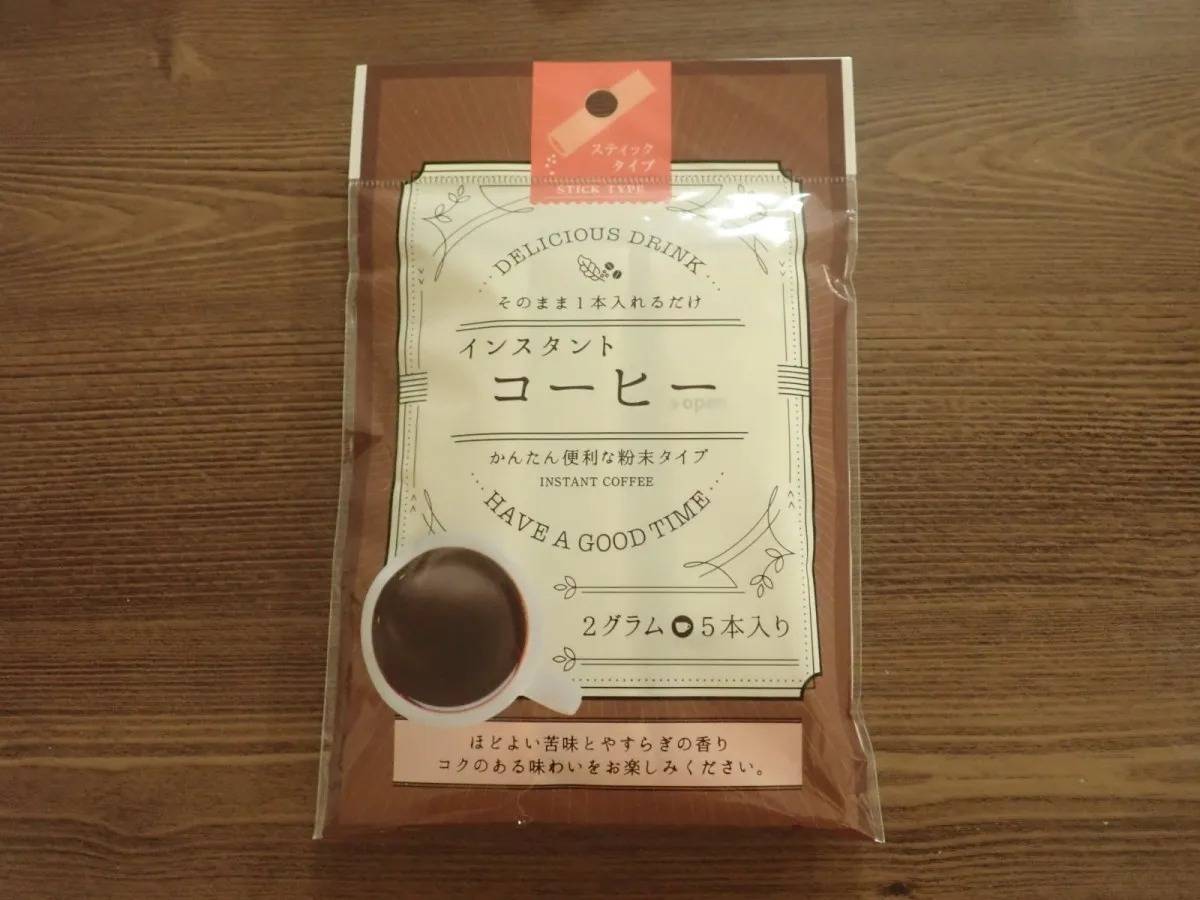 スティック
タイプ
STICK TYPE
DELICIOUS DRINK
そのまま1本入れるだけ
インスタント
コーヒー
open
かんたん便利な粉末タイプ
INSTANT COFFEE
HAVE A GOOD TIME
2グラム 5本入り
ほどよい苦味とやすらぎの香り
コクのある味わいをお楽しみください。